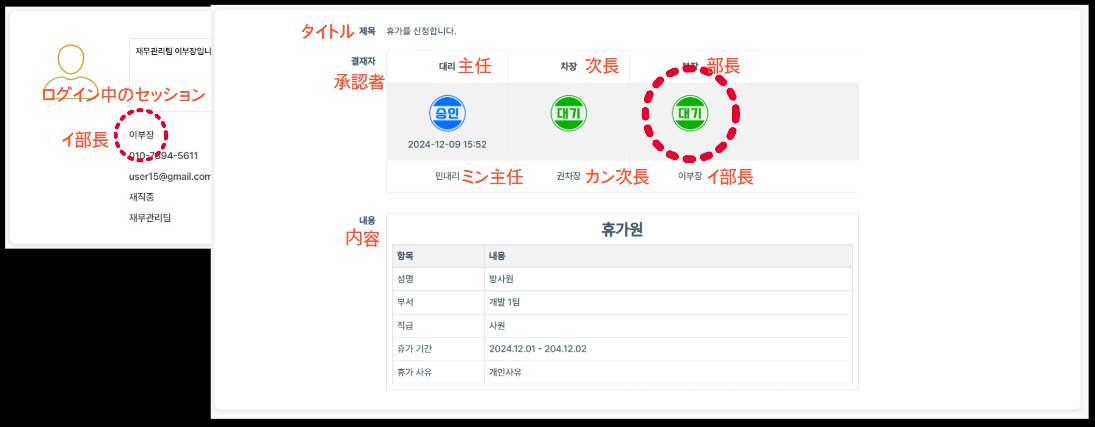 재무관리팀 이부장입니
ログイン中のセッション
イ部長
이부장
user15@gmail.com
재직중
재무관리팀
タイトル 제목 휴가를 신청합니다.
결재자
承認者
대리 主任 차장 次長 部長
승인 대기 대기
2024-12-09 15:52
민대리 ミン主任 권차장 カン次長 이부장 イ部長
내용
内容
휴가원
항목 내용
성명 방사원
부서 개발 1팀
직급 사원
휴가 기간 2024.12.01 - 204.12.02
휴가 사유 개인사유